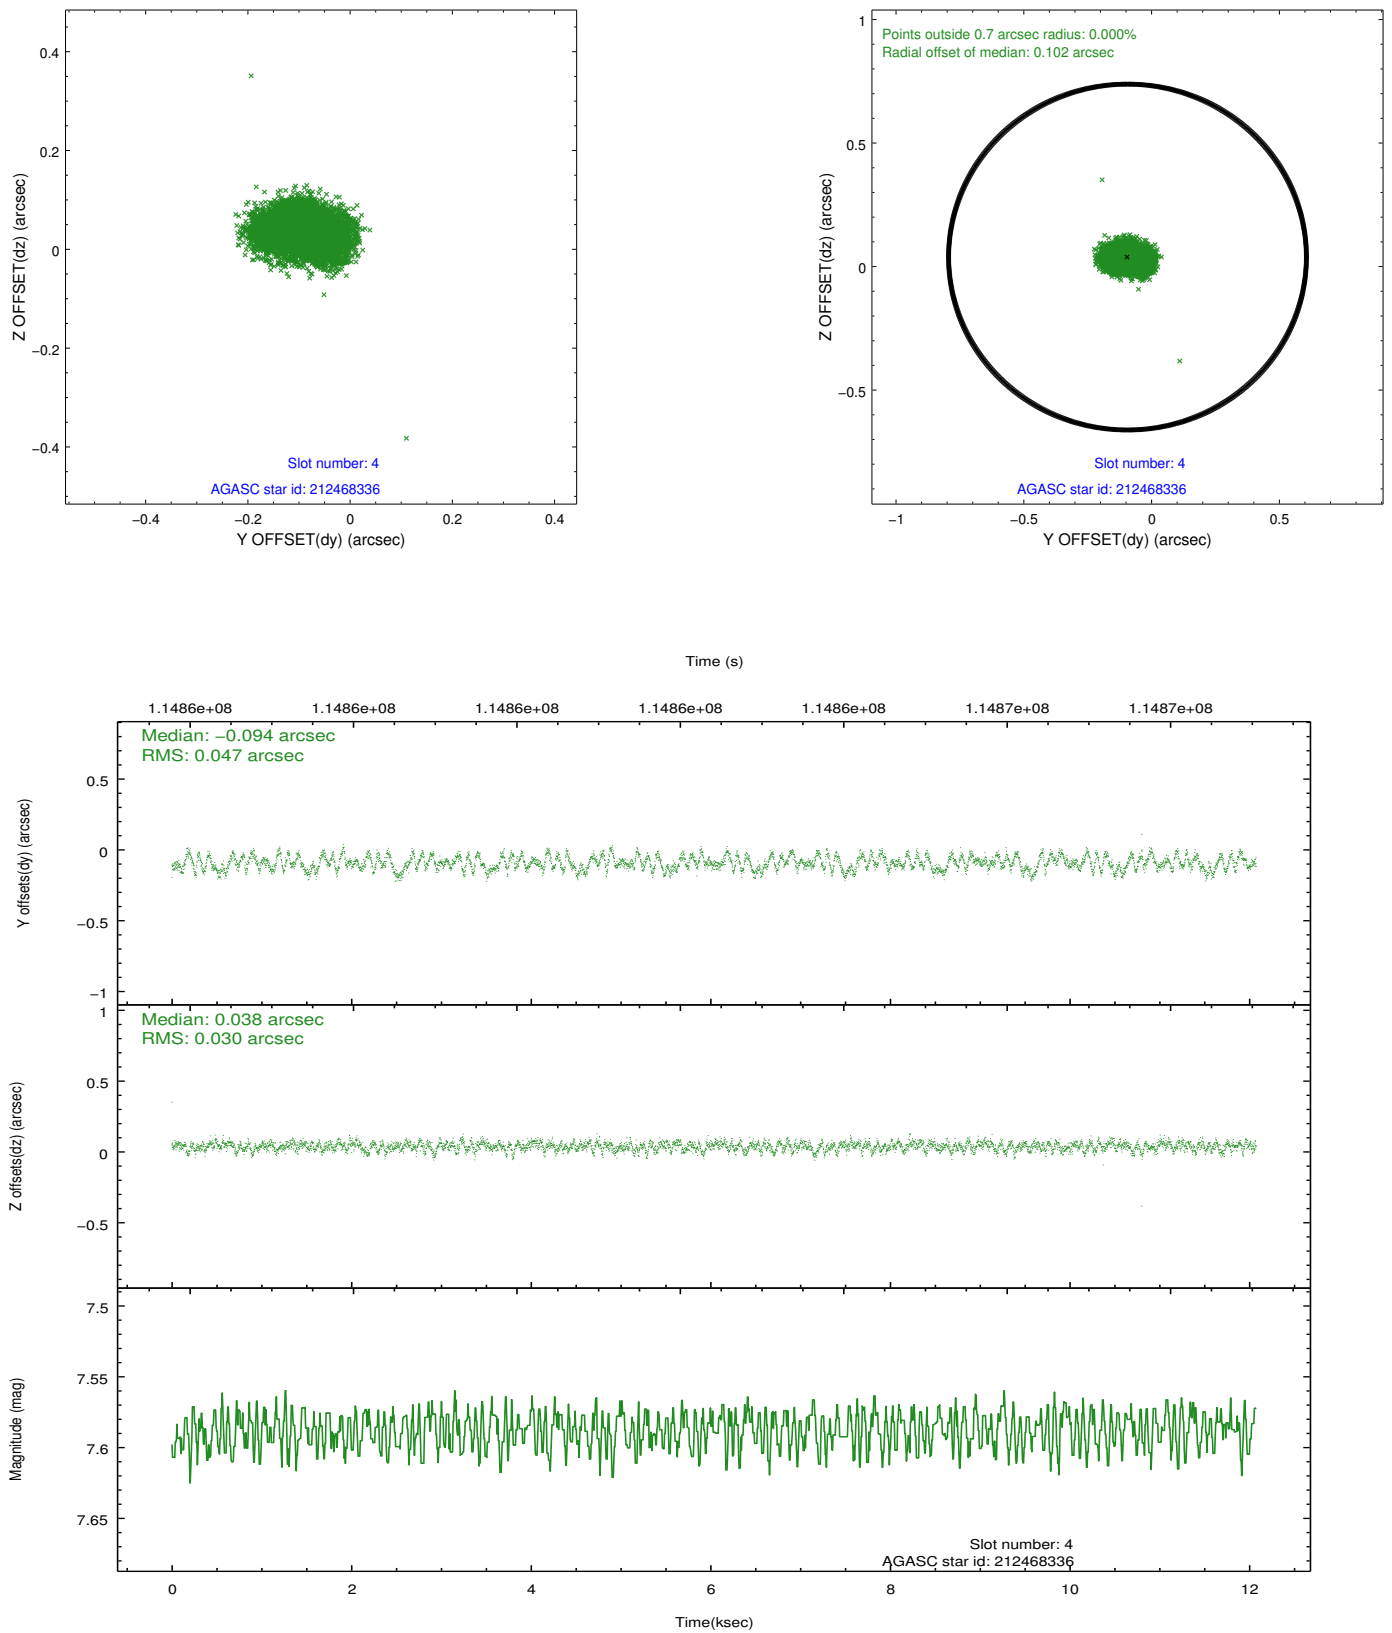 0.4
0.2
0
−0.2
−0.4
Z OFFSET(dz) (arcsec)
Slot number: 4
AGASC star id: 212468336
−0.4
−0.2
0
0.2
0.4
Y OFFSET(dy) (arcsec)
1
0.5
0
−0.5
Z OFFSET(dz) (arcsec)
Points outside 0.7 arcsec radius: 0.000%
Radial offset of median: 0.102 arcsec
Slot number: 4
AGASC star id: 212468336
−1
−0.5
0
0.5
Y OFFSET(dy) (arcsec)
Time (s)
1.1486e+08
1.1486e+08
1.1486e+08
1.1486e+08
1.1486e+08
1.1487e+08
1.1487e+08
Median: −0.094 arcsec
RMS: 0.047 arcsec
0.5
0
−0.5
−1
Y offsets(dy) (arcsec)
Median: 0.038 arcsec
RMS: 0.030 arcsec
1
0.5
0
−0.5
Z offsets(dz) (arcsec)
7.5
7.55
7.6
7.65
Magnitude (mag)
Slot number: 4
AGASC star id: 212468336
0
2
4
6
8
10
12
Time(ksec)